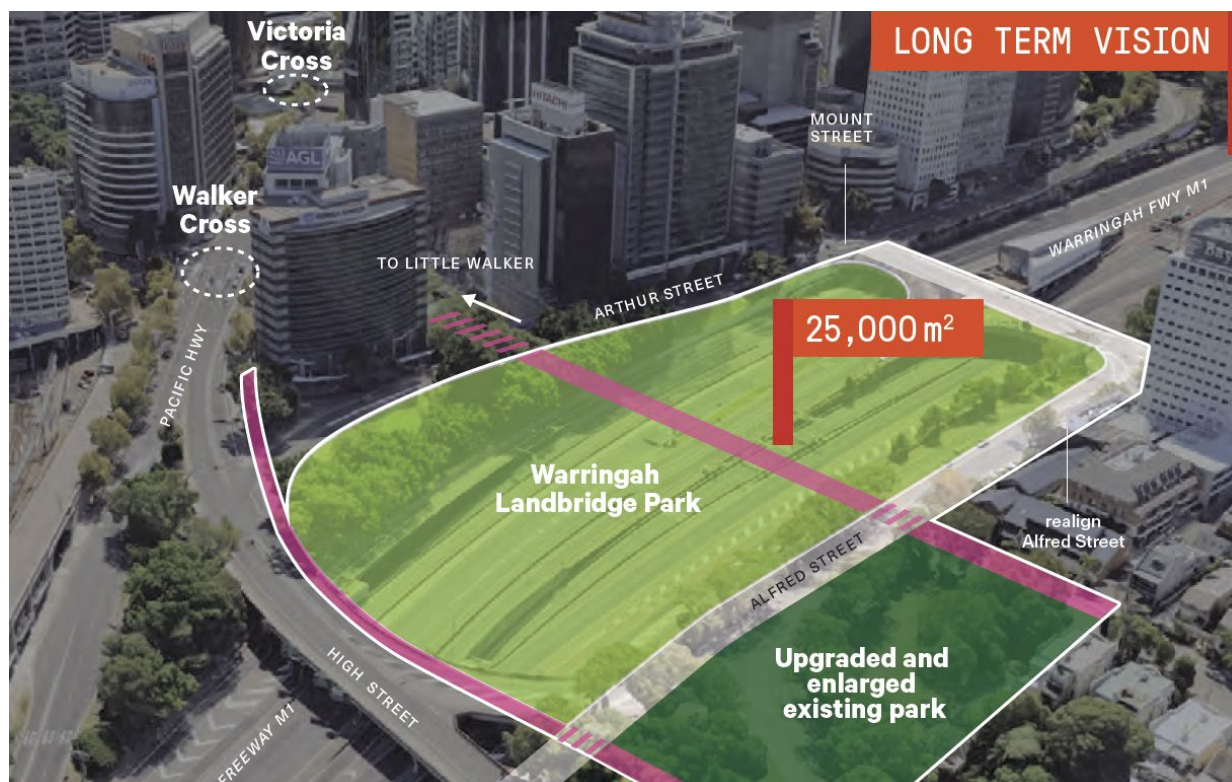 LONG TERM VISION
Victoria
Cross
HITACHI
MOUNT
STREET
AGL
Walker
Cross
WARRINGAH FWY M1
TO LITTLE WALKER
ARTHUR STREET
25,000 m²
PACIFIC HWY
Warringah
Landbridge Park
realign
Alfred Street
ALFRED STREET
HIGH STREET
Upgraded and
enlarged
existing park
FREEWAY M1